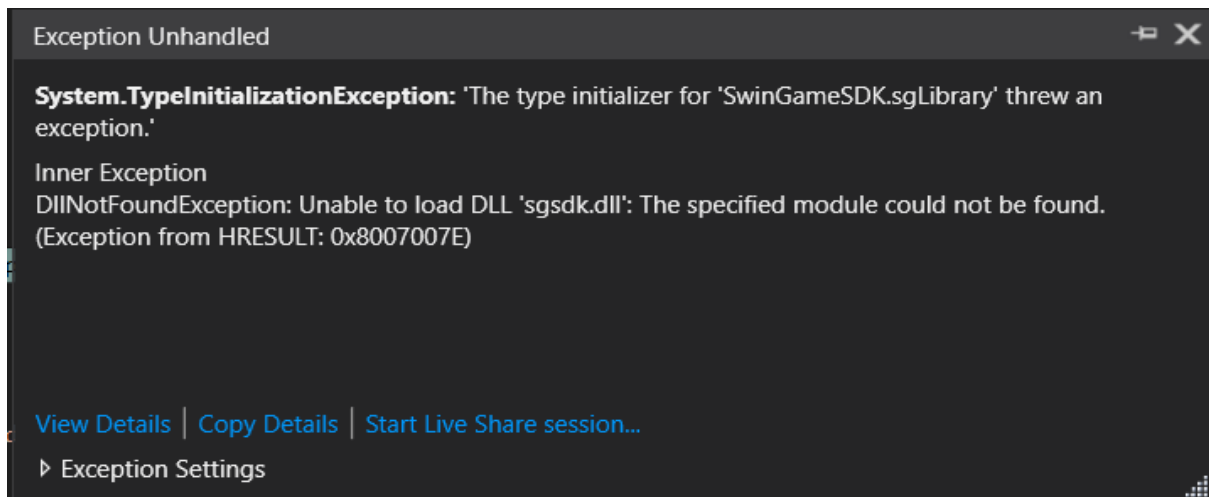 Exception Unhandled
System.TypeInitializationException: 'The type initializer for 'SwinGameSDK.sgLibrary' threw an
exception.'
Inner Exception
DllNotFoundException: Unable to load DLL 'sgsdk.dll': The specified module could not be found.
(Exception from HRESULT: 0x8007007E)
View Details | Copy Details | Start Live Share session...
Exception Settings